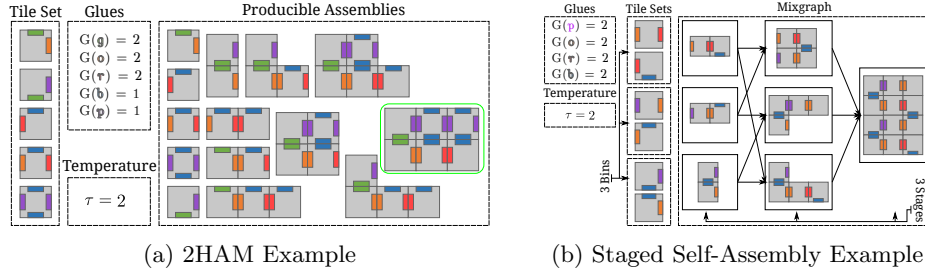 Tile Set
Glues
Producible Assemblies
G(g) = 2
G(o) = 2
G(r) = 2
G(b) = 1
G(p) = 1
Temperature
τ = 2
(a) 2HAM Example
Glues
Tile Sets
Mixgraph
G(p) = 2
G(o) = 2
G(r) = 2
G(b) = 2
Temperature
τ = 2
3 Bins
3 Stages
(b) Staged Self-Assembly Example